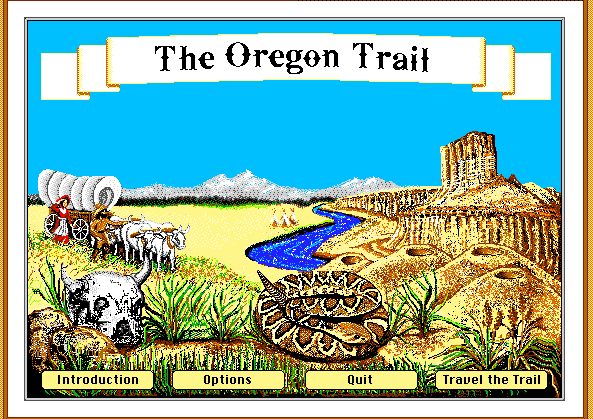 The Oregon Trail
Introduction
Options
Quit
Travel the Trail